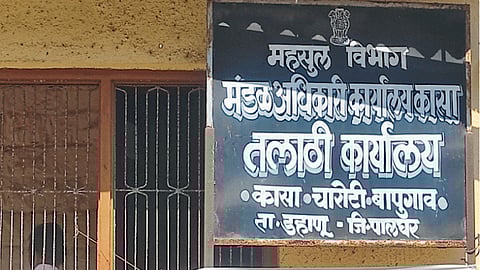 महसुल विभाग
मंडळ अधिकारी कार्यालय कासा
तलाठी कार्यालय
• कासा • चारोटी • बापुगाव •
ता. डहाणू - जि. पालघर